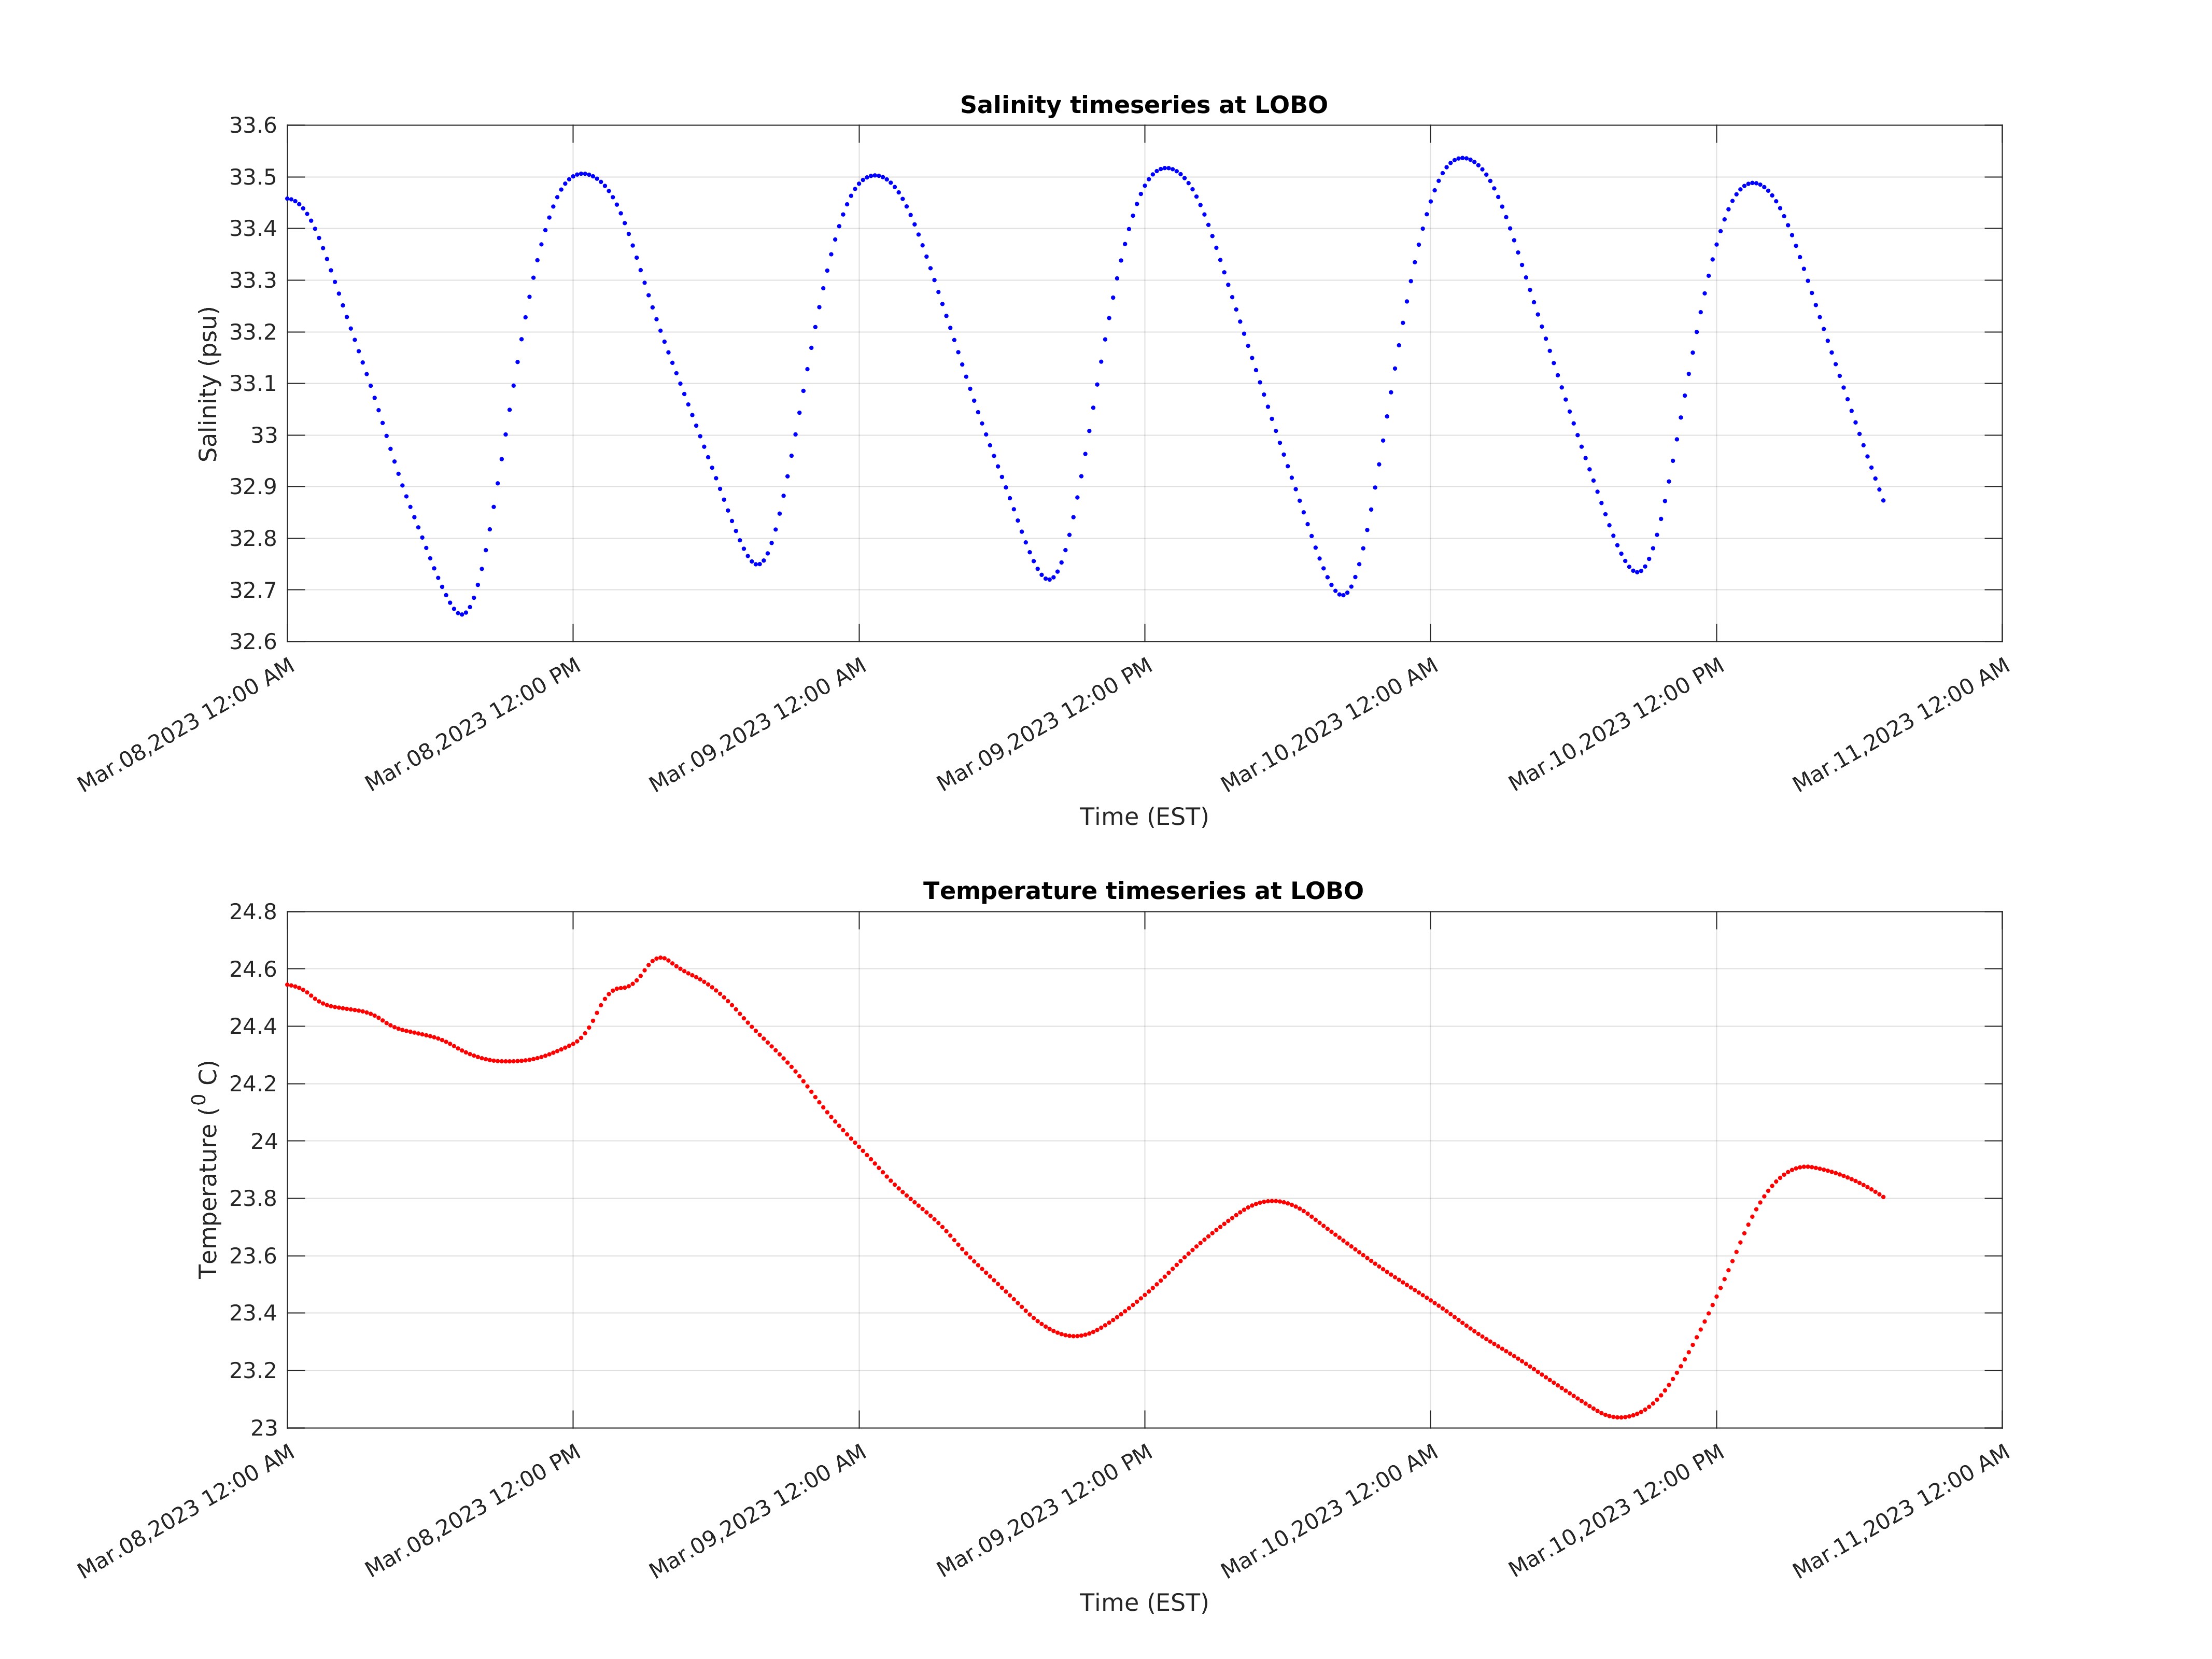 Salinity timeseries at LOBO
Salinity (psu)
33.6
33.5
33.4
33.3
33.2
33.1
33
32.9
32.8
32.7
32.6
Mar.08,2023 12:00 AM
Mar.08,2023 12:00 PM
Mar.09,2023 12:00 AM
Mar.09,2023 12:00 PM
Mar.10,2023 12:00 AM
Mar.10,2023 12:00 PM
Mar.11,2023 12:00 AM
Time (EST)
Temperature timeseries at LOBO
Temperature (⁰ C)
24.8
24.6
24.4
24.2
24
23.8
23.6
23.4
23.2
23
Mar.08,2023 12:00 AM
Mar.08,2023 12:00 PM
Mar.09,2023 12:00 AM
Mar.09,2023 12:00 PM
Mar.10,2023 12:00 AM
Mar.10,2023 12:00 PM
Mar.11,2023 12:00 AM
Time (EST)